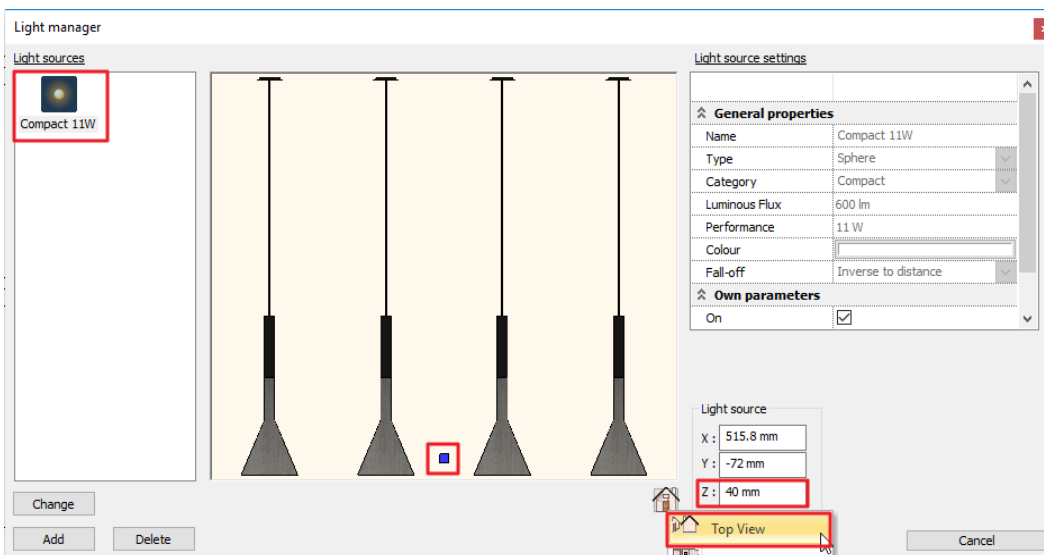 Light manager
Light sources
Compact 11W
Light source settings
General properties
Name Compact 11W
Type Sphere
Category Compact
Luminous Flux 600 lm
Performance 11 W
Colour
Fall-off Inverse to distance
Own parameters
On
Light source
X : 515.8 mm
Y : -72 mm
Z : 40 mm
Top View
Change
Add Delete
Cancel